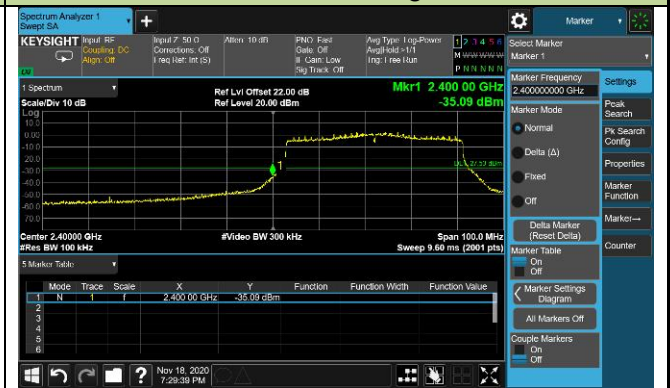 Spectrum Analyzer 1
Swept SA
+
Marker
KEYSIGHT
Input: RF
Coupling: DC
Align: Off
Input Z: 50 Ω
Corrections: Off
Freq Ref: Int (S)
Atten: 10 dB
PNO: Fast
Gate: Off
IF Gain: Low
Sig Track: Off
Avg Type: Log-Power
Avg|Hold:>1/1
Trig: Free Run
1 2 3 4 5 6
M W W W W W
P N N N N N
Select Marker
Marker 1
1 Spectrum
Scale/Div 10 dB
Ref Lvl Offset 22.00 dB
Ref Level 20.00 dBm
Mkr1 2.400 00 GHz
-35.09 dBm
Log
10.0
0.00
-10.0
-20.0
-30.0
-40.0
-50.0
-60.0
-70.0
1
Center 2.40000 GHz
#Video BW 300 kHz
Span 100.0 MHz
#Res BW 100 kHz
Sweep 9.60 ms (2001 pts)
5 Marker Table
Mode Trace Scale X Y Function Function Width Function Value
1 N 1 f 2.400 00 GHz -35.09 dBm
2
3
4
5
6
Marker Frequency
2.400000000 GHz
Marker Mode
Normal
Delta (Δ)
Fixed
Off
Delta Marker
(Reset Delta)
Marker Table
On
Off
Marker Settings
Diagram
All Markers Off
Couple Markers
On
Off
Settings
Peak
Search
Pk Search
Config
Properties
Marker
Function
Marker→
Counter
?
Nov 18, 2020
7:29:39 PM